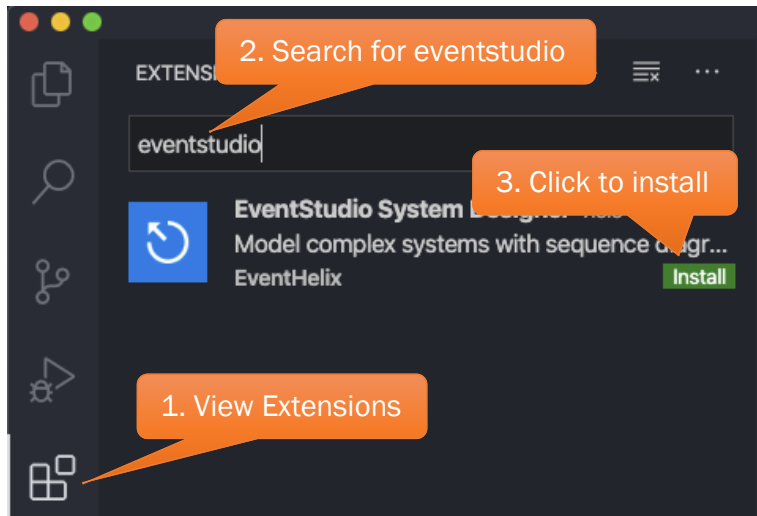 2. Search for eventstudio
EXTENSI
eventstudio
3. Click to install
EventStudio System
Model complex systems with sequence diagr...
EventHelix
Install
1. View Extensions